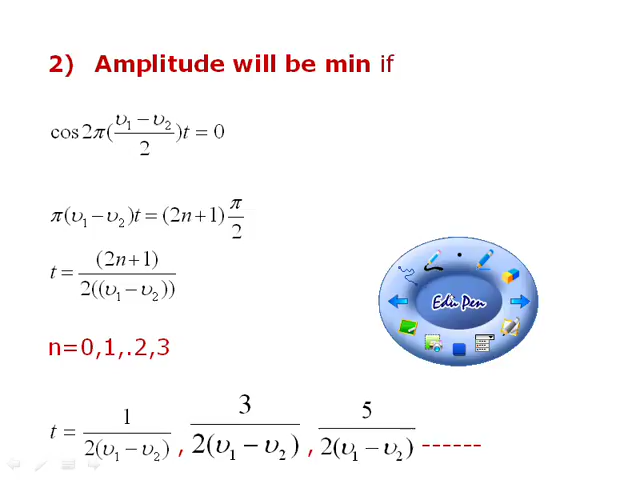 2) Amplitude will be min if
cos2π(υ₁−υ₂/2)t=0
π(υ₁−υ₂)t=(2n+1)π/2
t=(2n+1)/2((υ₁−υ₂))
Edu Pen
n=0,1,.2,3
t=1/2(υ₁−υ₂) , 3/2(υ₁−υ₂) , 5/2(υ₁−υ₂) ------